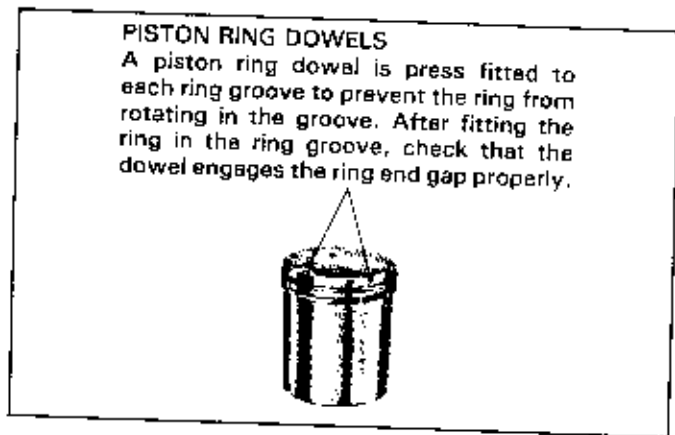 PISTON RING DOWELS
A piston ring dowel is press fitted to
each ring groove to prevent the ring from
rotating in the groove. After fitting the
ring in the ring groove, check that the
dowel engages the ring end gap properly.